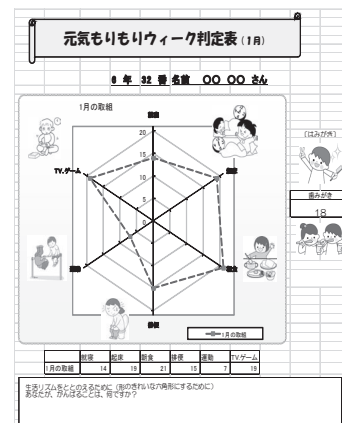 元気もりもりウィーク判定表（1月）
6 年 32 番 名前 〇〇 〇〇 さん
1月の取組
20
15
10
5
0
TV.ゲーム
排便
1月の取組
［はみがき］
歯みがき
18
就寝 起床 朝食 排便 運動 TV.ゲーム
1月の取組 14 19 21 15 7 19
生活リズムをととのえるために（形のきれいな六角形にするために）
あなたが、がんばることは、何ですか？